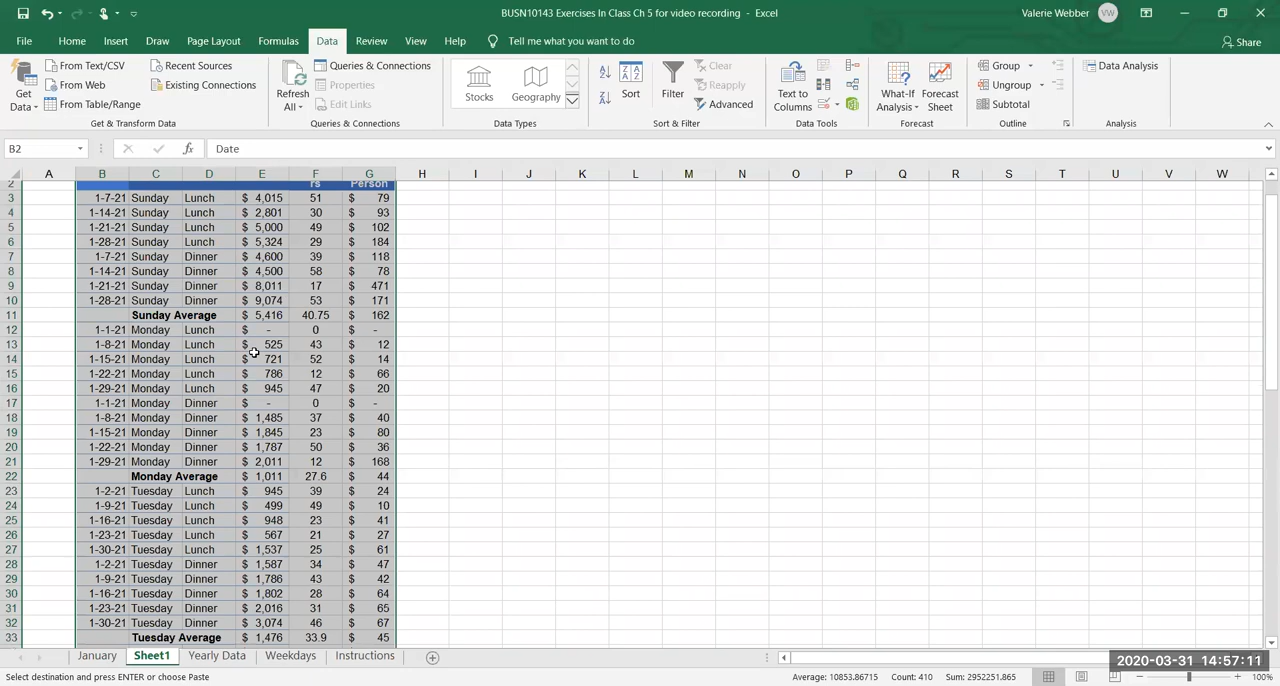 BUSN10143 Exercises In Class Ch 5 for video recording - Excel
Valerie Webber VW
File Home Insert Draw Page Layout Formulas Data Review View Help Tell me what you want to do Share
Get Data From Text/CSV From Web From Table/Range Recent Sources Existing Connections
Refresh All Queries & Connections Properties Edit Links
Stocks Geography
Sort Filter Clear Reapply Advanced
Text to Columns
What-If Analysis Forecast Sheet
Group Ungroup Subtotal
Data Analysis
Get & Transform Data Queries & Connections Data Types Sort & Filter Data Tools Forecast Outline Analysis
B2 fx Date
A B C D E F G H I J K L M N O P Q R S T U V W
2 rs Person
3 1-7-21 Sunday Lunch $ 4,015 51 $ 79
4 1-14-21 Sunday Lunch $ 2,801 30 $ 93
5 1-21-21 Sunday Lunch $ 5,000 49 $ 102
6 1-28-21 Sunday Lunch $ 5,324 29 $ 184
7 1-7-21 Sunday Dinner $ 4,600 39 $ 118
8 1-14-21 Sunday Dinner $ 4,500 58 $ 78
9 1-21-21 Sunday Dinner $ 8,011 17 $ 471
10 1-28-21 Sunday Dinner $ 9,074 53 $ 171
11 Sunday Average $ 5,416 40.75 $ 162
12 1-1-21 Monday Lunch $ - 0 $ -
13 1-8-21 Monday Lunch $ 525 43 $ 12
14 1-15-21 Monday Lunch $ 721 52 $ 14
15 1-22-21 Monday Lunch $ 786 12 $ 66
16 1-29-21 Monday Lunch $ 945 47 $ 20
17 1-1-21 Monday Dinner $ - 0 $ -
18 1-8-21 Monday Dinner $ 1,485 37 $ 40
19 1-15-21 Monday Dinner $ 1,845 23 $ 80
20 1-22-21 Monday Dinner $ 1,787 50 $ 36
21 1-29-21 Monday Dinner $ 2,011 12 $ 168
22 Monday Average $ 1,011 27.6 $ 44
23 1-2-21 Tuesday Lunch $ 945 39 $ 24
24 1-9-21 Tuesday Lunch $ 499 49 $ 10
25 1-16-21 Tuesday Lunch $ 948 23 $ 41
26 1-23-21 Tuesday Lunch $ 567 21 $ 27
27 1-30-21 Tuesday Lunch $ 1,537 25 $ 61
28 1-2-21 Tuesday Dinner $ 1,587 34 $ 47
29 1-9-21 Tuesday Dinner $ 1,786 43 $ 42
30 1-16-21 Tuesday Dinner $ 1,802 28 $ 64
31 1-23-21 Tuesday Dinner $ 2,016 31 $ 65
32 1-30-21 Tuesday Dinner $ 3,074 46 $ 67
33 Tuesday Average $ 1,476 33.9 $ 45
January Sheet1 Yearly Data Weekdays Instructions
2020-03-31 14:57:11
Select destination and press ENTER or choose Paste Average: 10853.86715 Count: 410 Sum: 2952251.865 100%